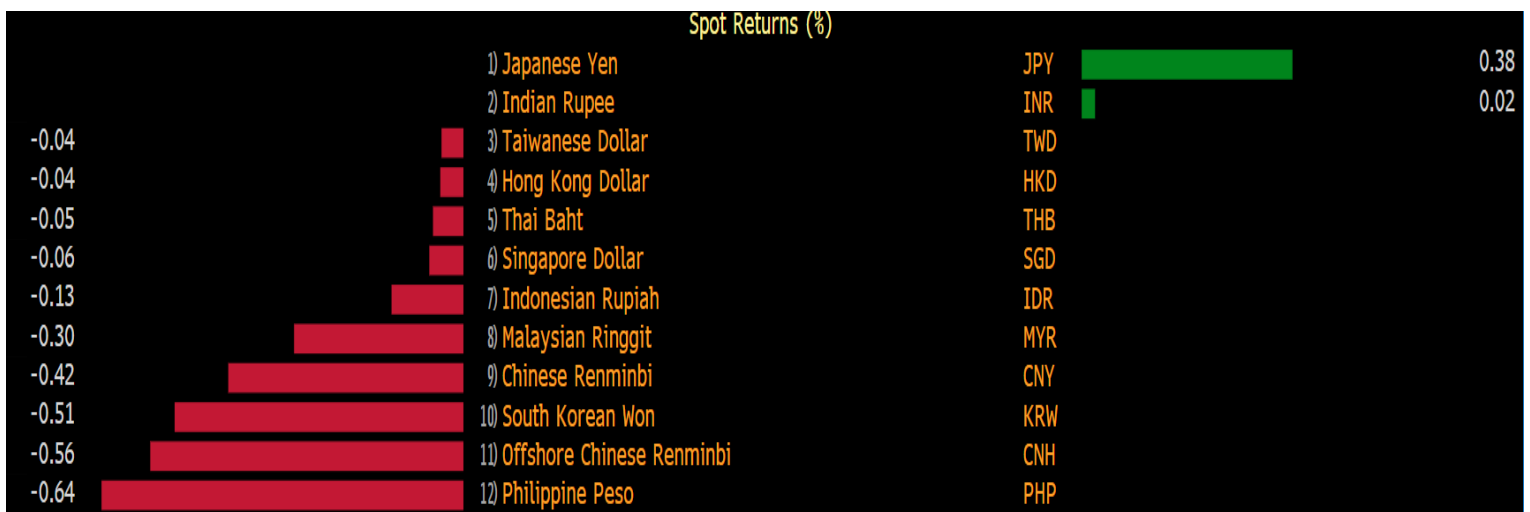 Spot Returns (%)
1) Japanese Yen JPY 0.38
2) Indian Rupee INR 0.02
-0.04 3) Taiwanese Dollar TWD
-0.04 4) Hong Kong Dollar HKD
-0.05 5) Thai Baht THB
-0.06 6) Singapore Dollar SGD
-0.13 7) Indonesian Rupiah IDR
-0.30 8) Malaysian Ringgit MYR
-0.42 9) Chinese Renminbi CNY
-0.51 10) South Korean Won KRW
-0.56 11) Offshore Chinese Renminbi CNH
-0.64 12) Philippine Peso PHP